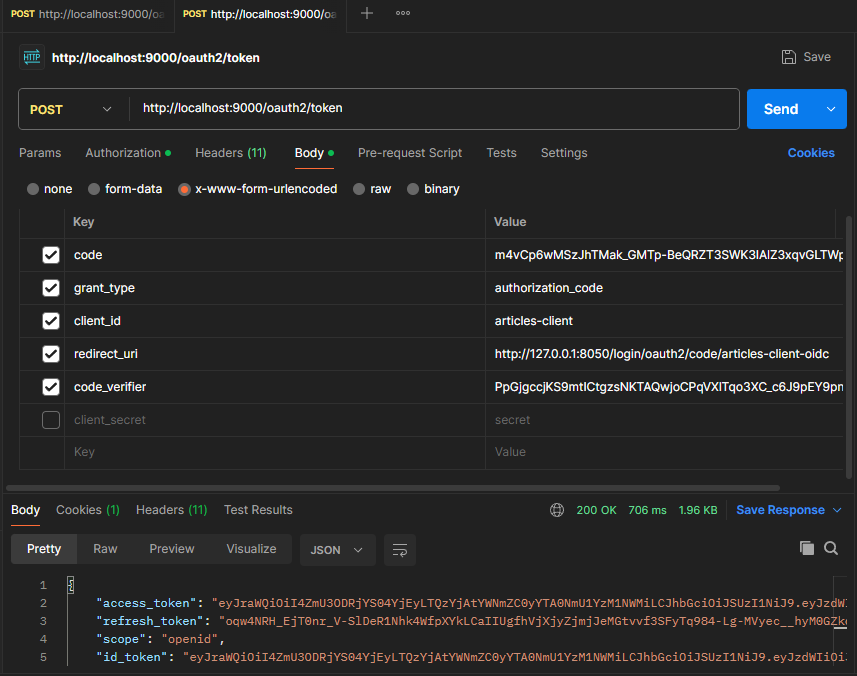 POST http://localhost:9000/oa POST http://localhost:9000/oa
HTTP http://localhost:9000/oauth2/token Save
POST http://localhost:9000/oauth2/token Send
Params Authorization Headers (11) Body Pre-request Script Tests Settings Cookies
none form-data x-www-form-urlencoded raw binary
Key Value
code m4vCp6wMSzJhTMak_GMTp-BeQRZT3SWK3IAIZ3xqvGLTWp
grant_type authorization_code
client_id articles-client
redirect_uri http://127.0.0.1:8050/login/oauth2/code/articles-client-oidc
code_verifier PpGjgccjKS9mtICtgzsNKTAQwjoCPqVXITqo3XC_c6J9pEY9pn
client_secret secret
Key Value
Body Cookies (1) Headers (11) Test Results 200 OK 706 ms 1.96 KB Save Response
Pretty Raw Preview Visualize JSON
1 {
2 "access_token": "eyJraWQiOiI4ZmU3ODRjYS04YjEyLTQzYjAtYWNmZC0yYTA0NmU1YzM1NWMiLCJhbGciOiJSUzI1NiJ9.eyJzdWI
3 "refresh_token": "oqw4NRH_EjT0nr_V-SlDeR1Nhk4WfpXYkLCaIIUgfhVjXjyZjmjJeMGtvvf3SFyTq984-Lg-MVyec__hyM0GZk
4 "scope": "openid",
5 "id_token": "eyJraWQiOiI4ZmU3ODRjYS04YjEyLTQzYjAtYWNmZC0yYTA0NmU1YzM1NWMiLCJhbGciOiJSUzI1NiJ9.eyJzdWIiOiJ